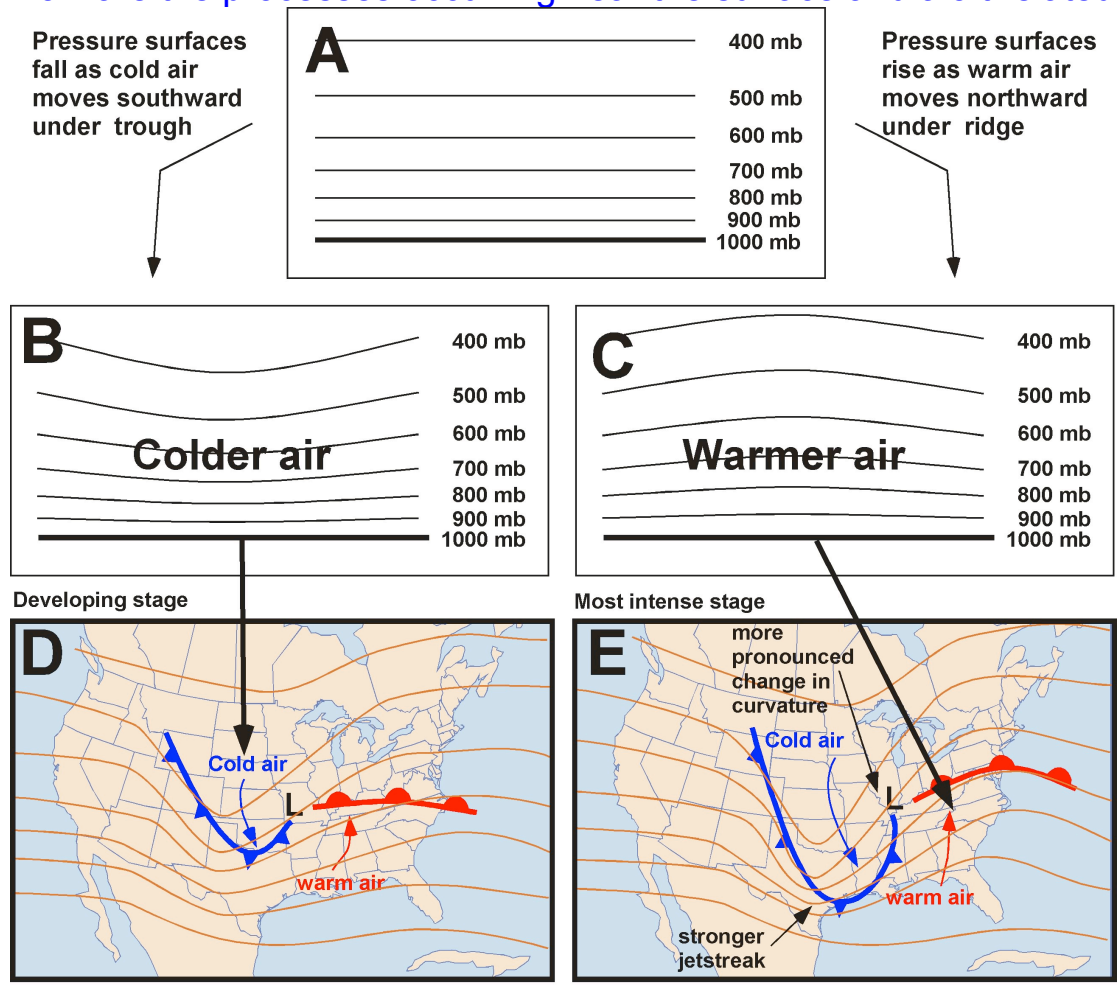 Pressure surfaces
fall as cold air
moves southward
under trough
A
400 mb
500 mb
600 mb
700 mb
800 mb
900 mb
1000 mb
Pressure surfaces
rise as warm air
moves northward
under ridge
B
400 mb
500 mb
600 mb
Colder air
700 mb
800 mb
900 mb
1000 mb
C
400 mb
500 mb
600 mb
Warmer air
700 mb
800 mb
900 mb
1000 mb
Developing stage
D
Cold air
L
warm air
Most intense stage
E
more
pronounced
change in
curvature
Cold air
L
warm air
stronger
jetstreak